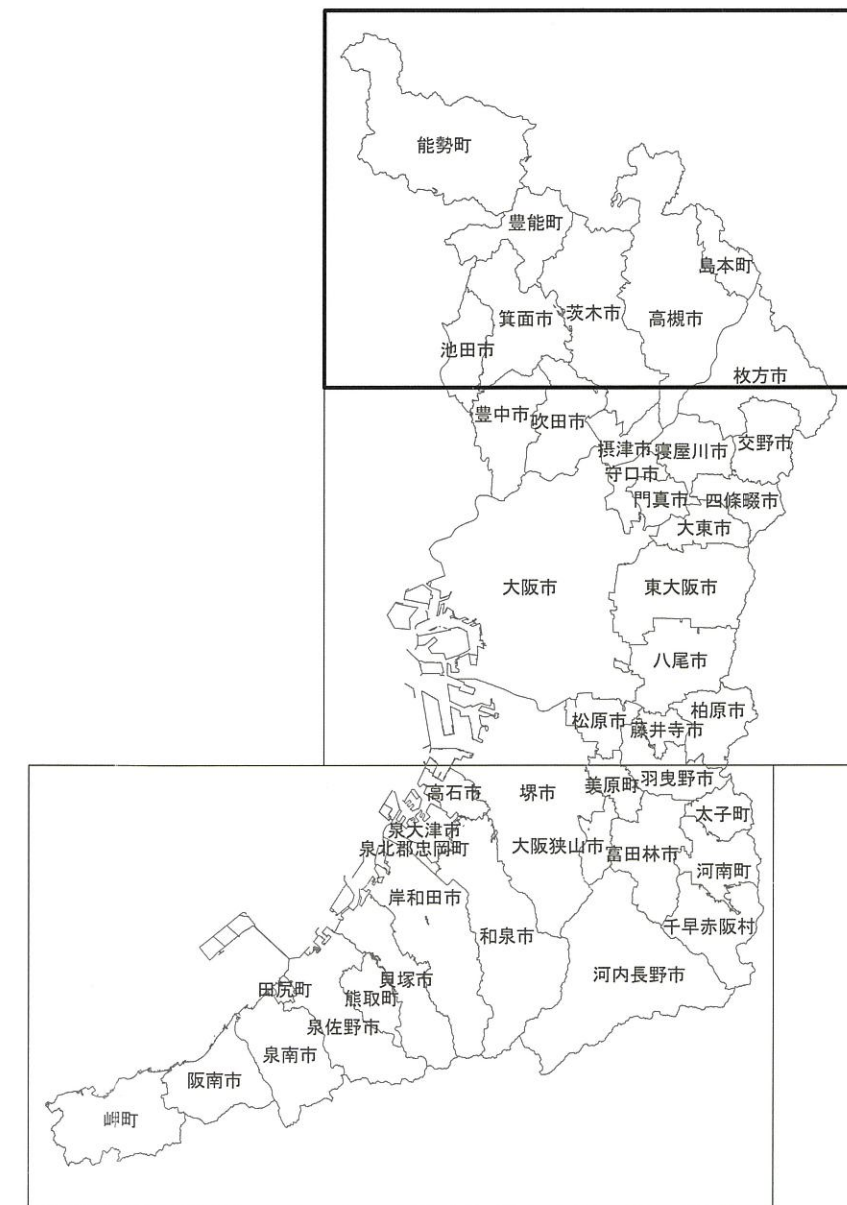 能勢町
豊能町
島本町
箕面市
茨木市
高槻市
池田市
枚方市
豊中市
吹田市
摂津市
寝屋川市
交野市
守口市
門真市
四條畷市
大東市
大阪市
東大阪市
八尾市
松原市
藤井寺市
柏原市
高石市
堺市
美原町
羽曳野市
太子町
泉大津市
泉北郡忠岡町
大阪狭山市
富田林市
河南町
岸和田市
和泉市
千早赤阪村
河内長野市
貝塚市
田尻町
熊取町
泉佐野市
泉南市
阪南市
岬町